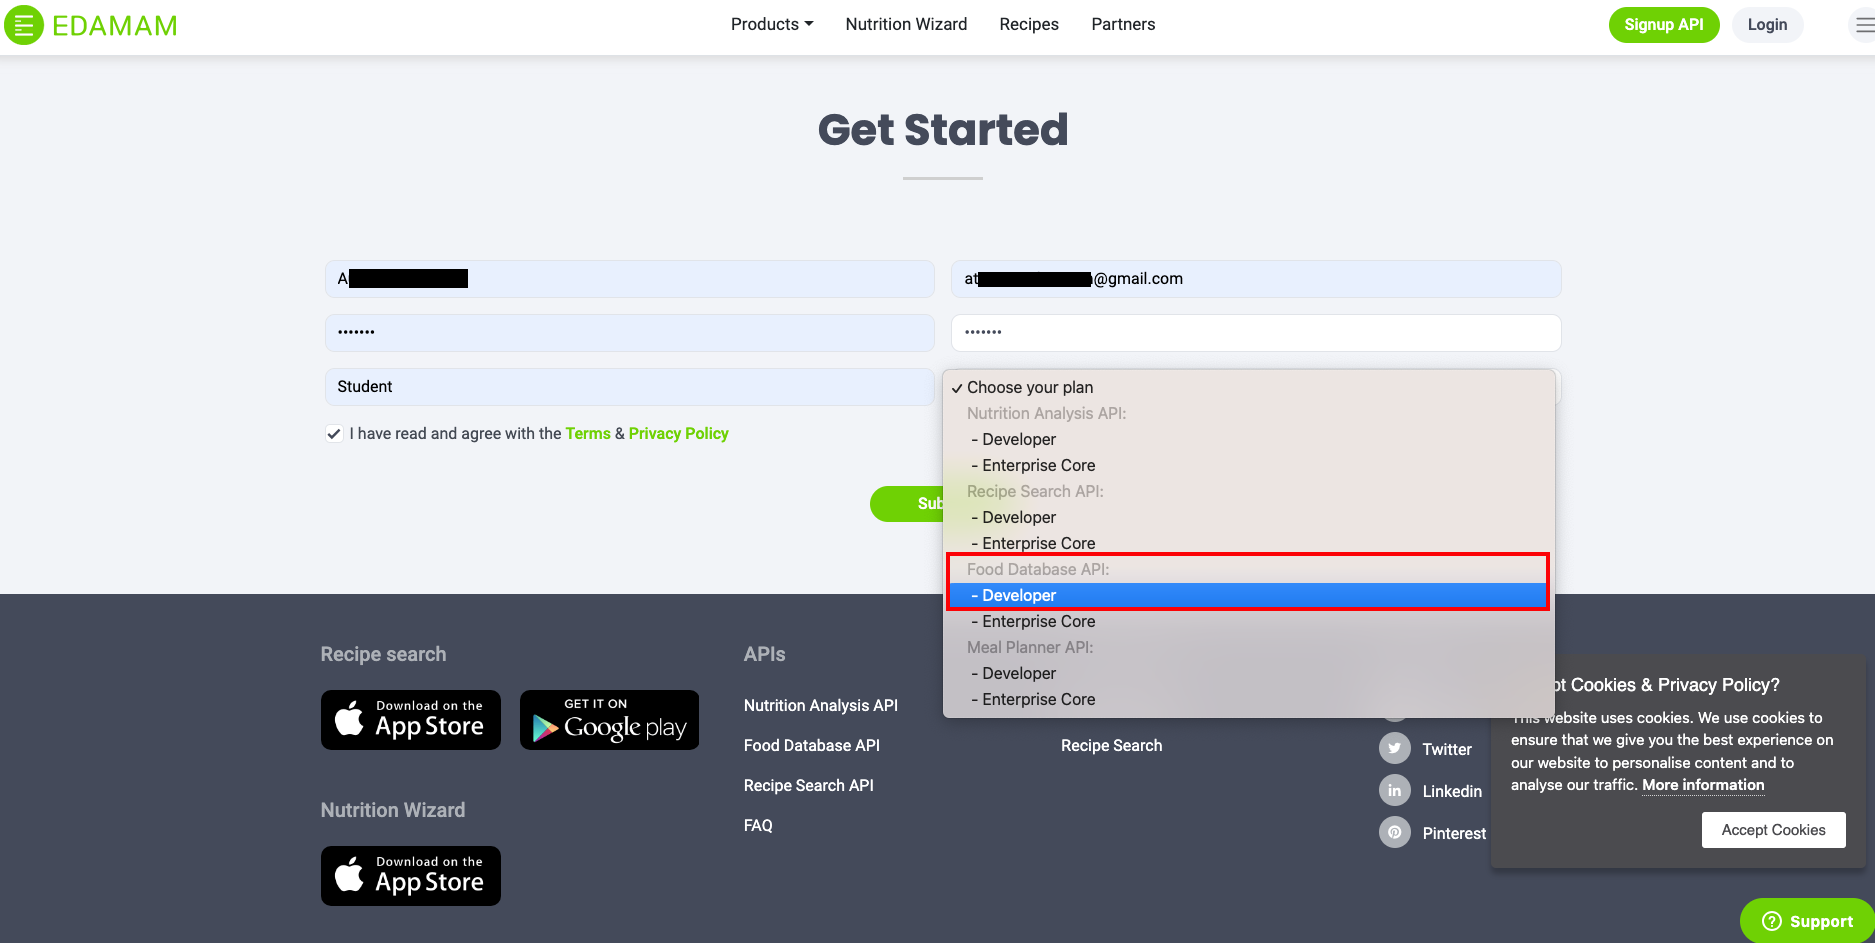 EDAMAM
Products
Nutrition Wizard
Recipes
Partners
Signup API
Login
Get Started
A
at @gmail.com
•••••••
•••••••
Student
✓ Choose your plan
Nutrition Analysis API:
- Developer
- Enterprise Core
Recipe Search API:
- Developer
- Enterprise Core
Food Database API:
- Developer
- Enterprise Core
Meal Planner API:
- Developer
- Enterprise Core
I have read and agree with the Terms & Privacy Policy
Sub
Recipe search
Download on the
App Store
GET IT ON
Google play
Nutrition Wizard
Download on the
App Store
APIs
Nutrition Analysis API
Food Database API
Recipe Search API
FAQ
Recipe Search
Twitter
Linkedin
Pinterest
pt Cookies & Privacy Policy?
This website uses cookies. We use cookies to
ensure that we give you the best experience on
our website to personalise content and to
analyse our traffic. More information
Accept Cookies
Support